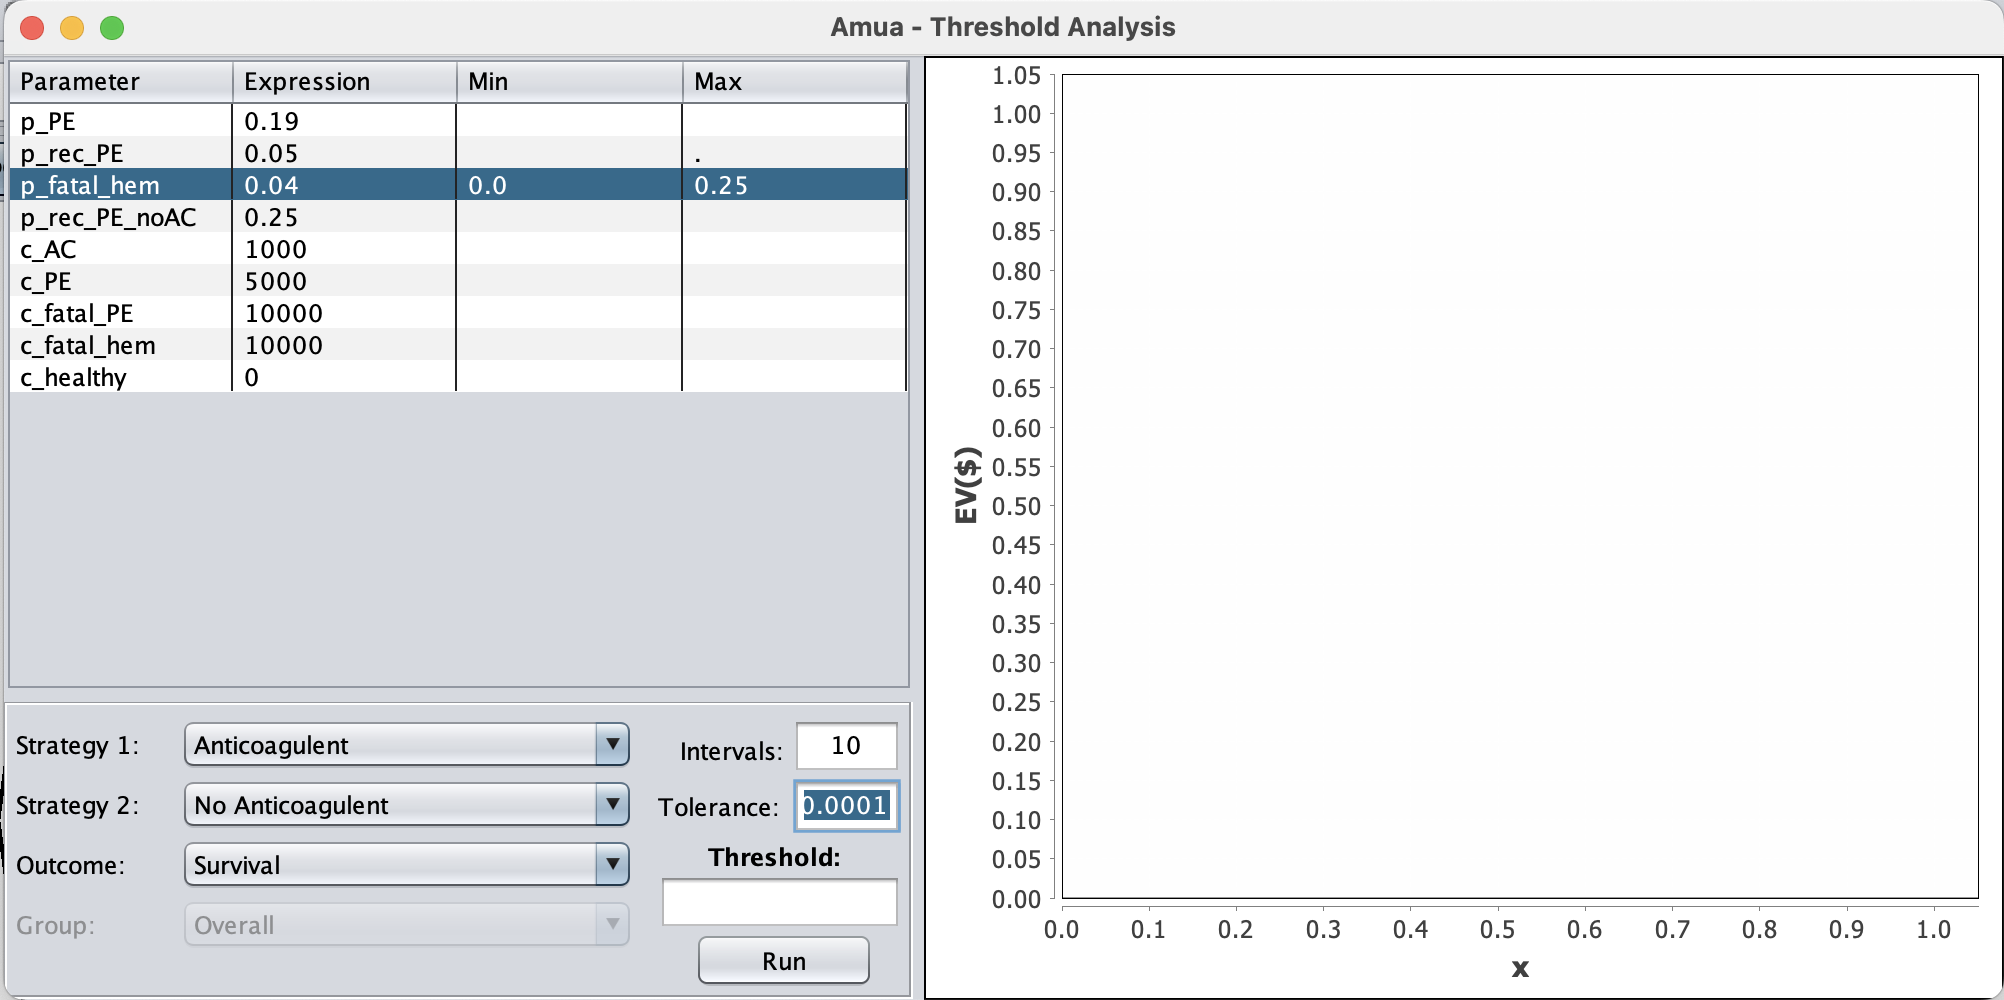 Amua - Threshold Analysis
Parameter Expression Min Max
p_PE 0.19
p_rec_PE 0.05 .
p_fatal_hem 0.04 0.0 0.25
p_rec_PE_noAC 0.25
c_AC 1000
c_PE 5000
c_fatal_PE 10000
c_fatal_hem 10000
c_healthy 0
Strategy 1: Anticoagulent
Strategy 2: No Anticoagulent
Outcome: Survival
Group: Overall
Intervals: 10
Tolerance: 0.0001
Threshold:
Run
EV($)
1.05
1.00
0.95
0.90
0.85
0.80
0.75
0.70
0.65
0.60
0.55
0.50
0.45
0.40
0.35
0.30
0.25
0.20
0.15
0.10
0.05
0.00
0.0 0.1 0.2 0.3 0.4 0.5 0.6 0.7 0.8 0.9 1.0
x